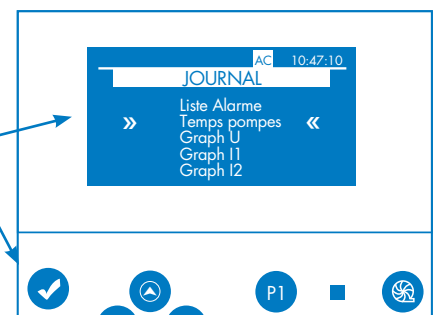 AC 10:47:10
JOURNAL
Liste Alarme
» Temps pompes «
Graph U
Graph I1
Graph I2
P1